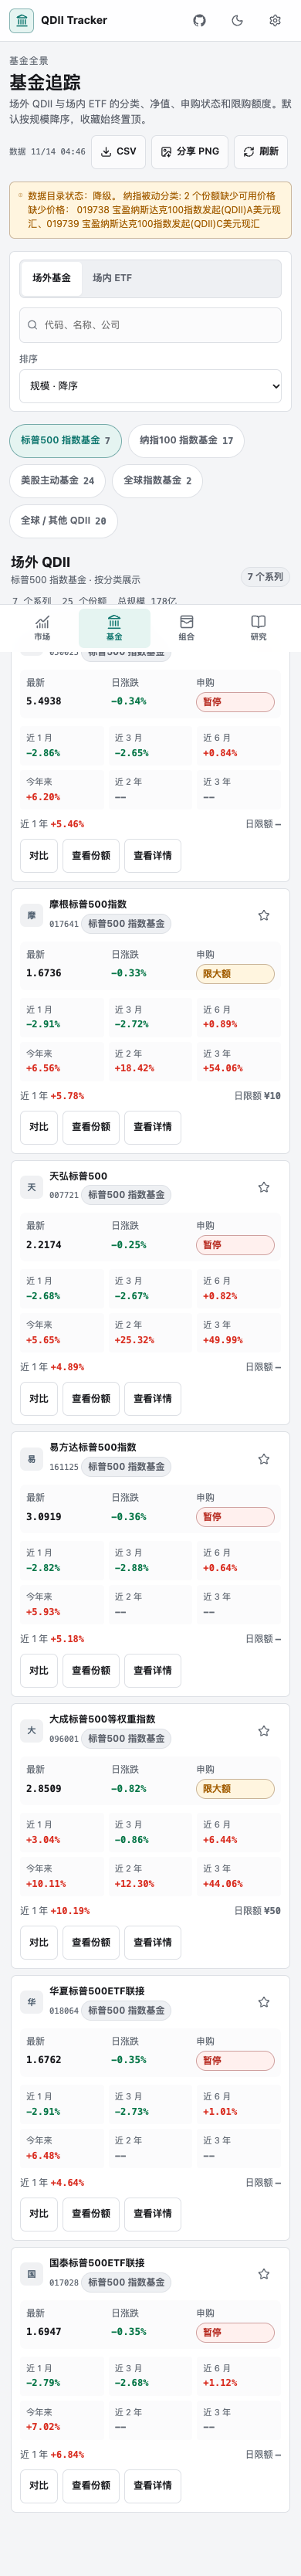 QDII Tracker
基金全景
基金追踪
场外 QDII 与场内 ETF 的分类、净值、申购状态和限购额度。默
认按规模降序，收藏始终置顶。
数据 11/14 04:46
CSV
分享 PNG
刷新
数据目录状态：降级。 纳指被动分类：2 个份额缺少可用价格
缺少价格： 019738 宝盈纳斯达克100指数发起(QDII)A美元现
汇、019739 宝盈纳斯达克100指数发起(QDII)C美元现汇
场外基金
场内 ETF
代码、名称、公司
排序
规模 · 降序
标普500 指数基金 7
纳指100 指数基金 17
美股主动基金 24
全球指数基金 2
全球 / 其他 QDII 20
场外 QDII
标普500 指数基金 · 按分类展示
7 个系列
7 个系列 25 个份额 总规模 178亿
市场
基金
组合
研究
050025 标普500 指数基金
最新
日涨跌
申购
5.4938
-0.34%
暂停
近 1 月
近 3 月
近 6 月
-2.86%
-2.65%
+0.84%
今年来
近 2 年
近 3 年
+6.20%
——
——
近 1 年 +5.46%
日限额 —
对比
查看份额
查看详情
摩
摩根标普500指数
017641 标普500 指数基金
最新
日涨跌
申购
1.6736
-0.33%
限大额
近 1 月
近 3 月
近 6 月
-2.91%
-2.72%
+0.89%
今年来
近 2 年
近 3 年
+6.56%
+18.42%
+54.06%
近 1 年 +5.78%
日限额 ¥10
对比
查看份额
查看详情
天
天弘标普500
007721 标普500 指数基金
最新
日涨跌
申购
2.2174
-0.25%
暂停
近 1 月
近 3 月
近 6 月
-2.68%
-2.67%
+0.82%
今年来
近 2 年
近 3 年
+5.65%
+25.32%
+49.99%
近 1 年 +4.89%
日限额 —
对比
查看份额
查看详情
易
易方达标普500指数
161125 标普500 指数基金
最新
日涨跌
申购
3.0919
-0.36%
暂停
近 1 月
近 3 月
近 6 月
-2.82%
-2.88%
+0.64%
今年来
近 2 年
近 3 年
+5.93%
——
——
近 1 年 +5.18%
日限额 —
对比
查看份额
查看详情
大
大成标普500等权重指数
096001 标普500 指数基金
最新
日涨跌
申购
2.8509
-0.82%
限大额
近 1 月
近 3 月
近 6 月
+3.04%
-0.86%
+6.44%
今年来
近 2 年
近 3 年
+10.11%
+12.30%
+44.06%
近 1 年 +10.19%
日限额 ¥50
对比
查看份额
查看详情
华
华夏标普500ETF联接
018064 标普500 指数基金
最新
日涨跌
申购
1.6762
-0.35%
暂停
近 1 月
近 3 月
近 6 月
-2.91%
-2.73%
+1.01%
今年来
近 2 年
近 3 年
+6.48%
——
——
近 1 年 +4.64%
日限额 —
对比
查看份额
查看详情
国
国泰标普500ETF联接
017028 标普500 指数基金
最新
日涨跌
申购
1.6947
-0.35%
暂停
近 1 月
近 3 月
近 6 月
-2.79%
-2.68%
+1.12%
今年来
近 2 年
近 3 年
+7.02%
——
——
近 1 年 +6.84%
日限额 —
对比
查看份额
查看详情